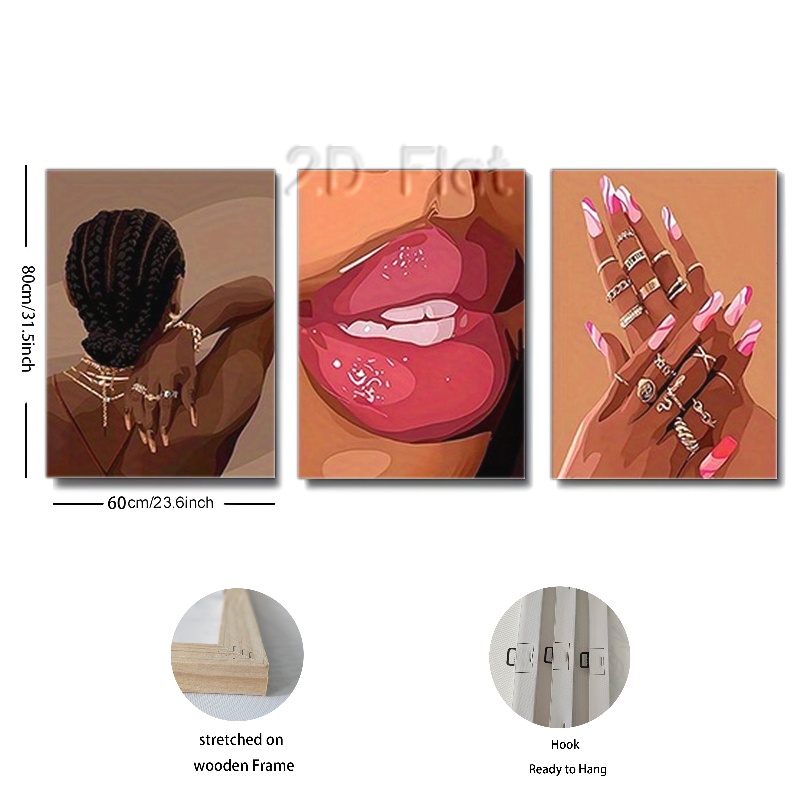 2D Flat
80cm/31.5inch
60cm/23.6inch
stretched on
wooden Frame
Hook
Ready to Hang